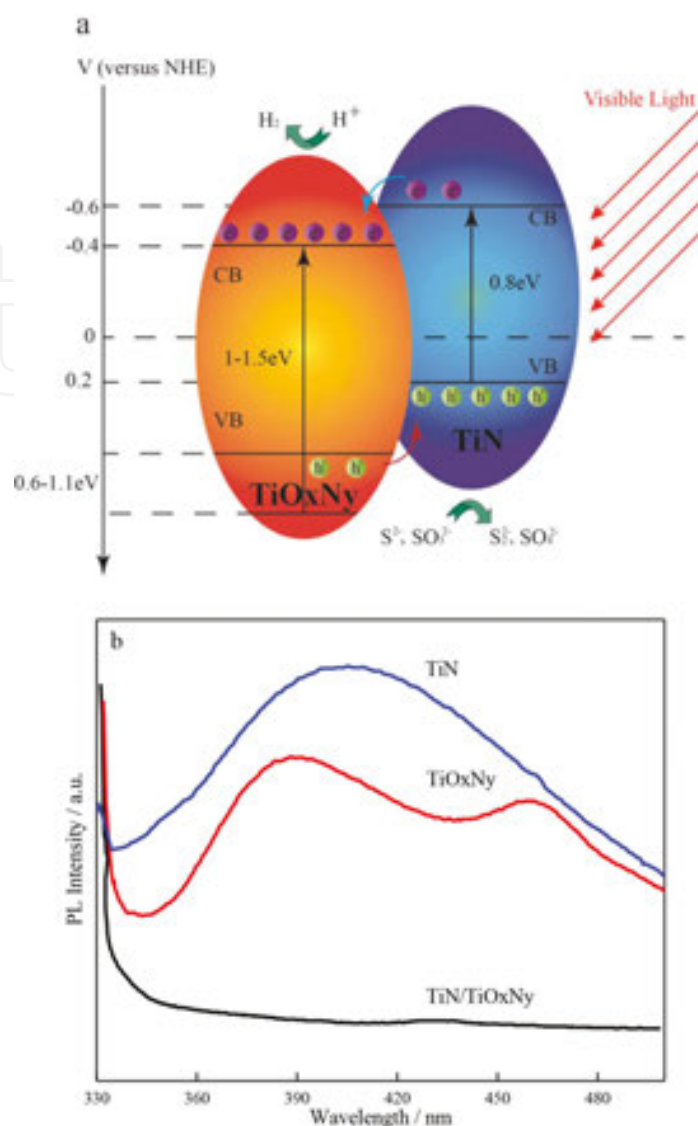 a
V (versus NHE)
Visible Light
H₂ H⁺
-0.6
CB
-0.4
CB
0.8eV
0
1-1.5eV
VB
0.2
VB
TiN
h h h h h
h h
0.6-1.1eV
TiOxNy
b
TiN
TiOxNy
TiN/TiOxNy
PL Intensity / a.u.
330 390 420 450 480
Wavelength / nm